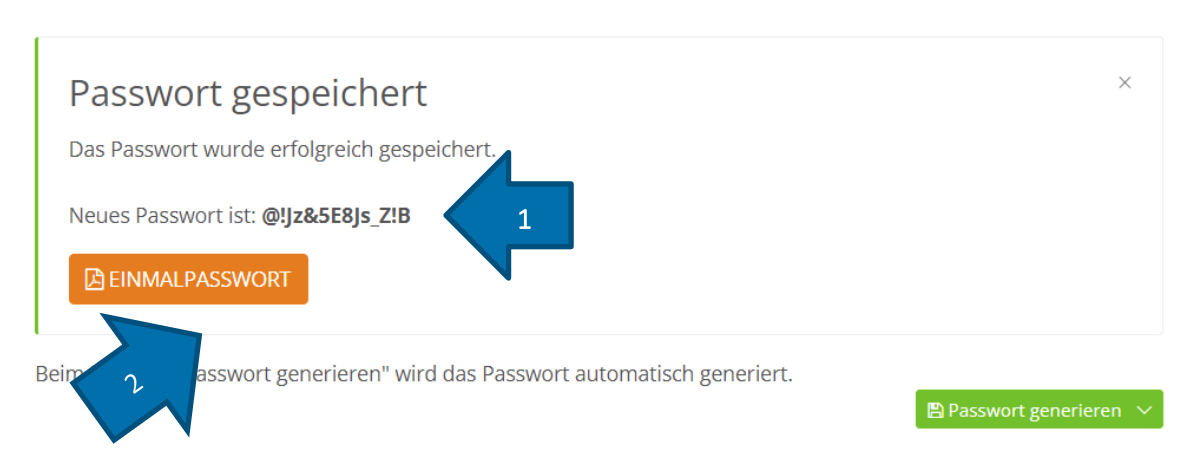 Passwort gespeichert
Das Passwort wurde erfolgreich gespeichert.
Neues Passwort ist: @!Jz&5E8Js_Z!B
1
EINMALPASSWORT
2
Beim asswort generieren" wird das Passwort automatisch generiert.
Passwort generieren